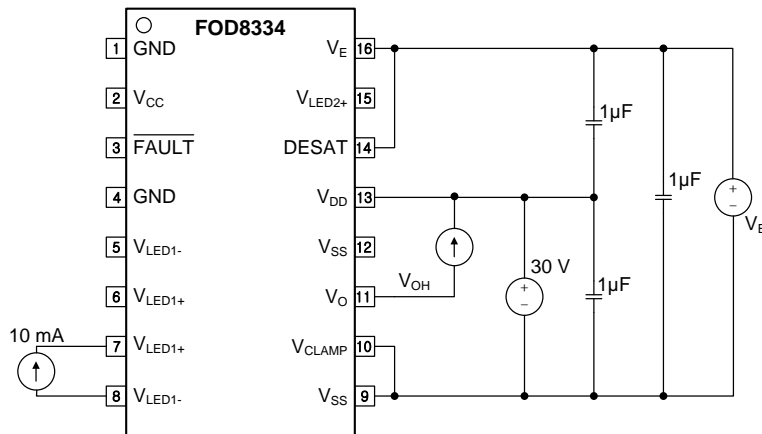 FOD8334
1 GND
2 VCC
3 FAULT
4 GND
5 VLED1-
6 VLED1+
7 VLED1+
8 VLED1-
10 mA
VE 16
VLED2+ 15
DESAT 14
VDD 13
VSS 12
VO 11
VCLAMP 10
VSS 9
VOH
30 V
+
−
1µF
1µF
1µF
+
−
VE